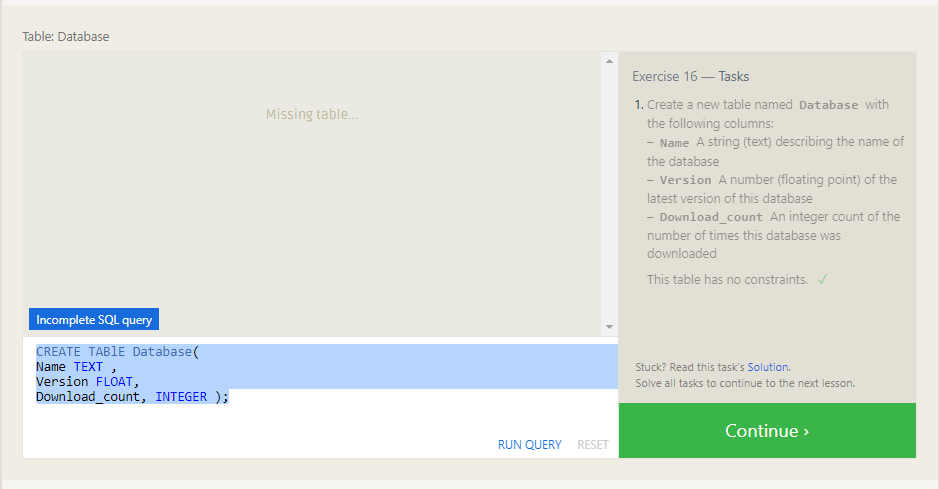 Table: Database
Missing table...
Incomplete SQL query
CREATE TABlE Database(
Name TEXT ,
Version FLOAT,
Download_count, INTEGER );
RUN QUERY RESET
Exercise 16 — Tasks
1. Create a new table named Database with
the following columns:
– Name A string (text) describing the name of
the database
– Version A number (floating point) of the
latest version of this database
– Download_count An integer count of the
number of times this database was
downloaded
This table has no constraints. ✓
Stuck? Read this task's Solution.
Solve all tasks to continue to the next lesson.
Continue ›